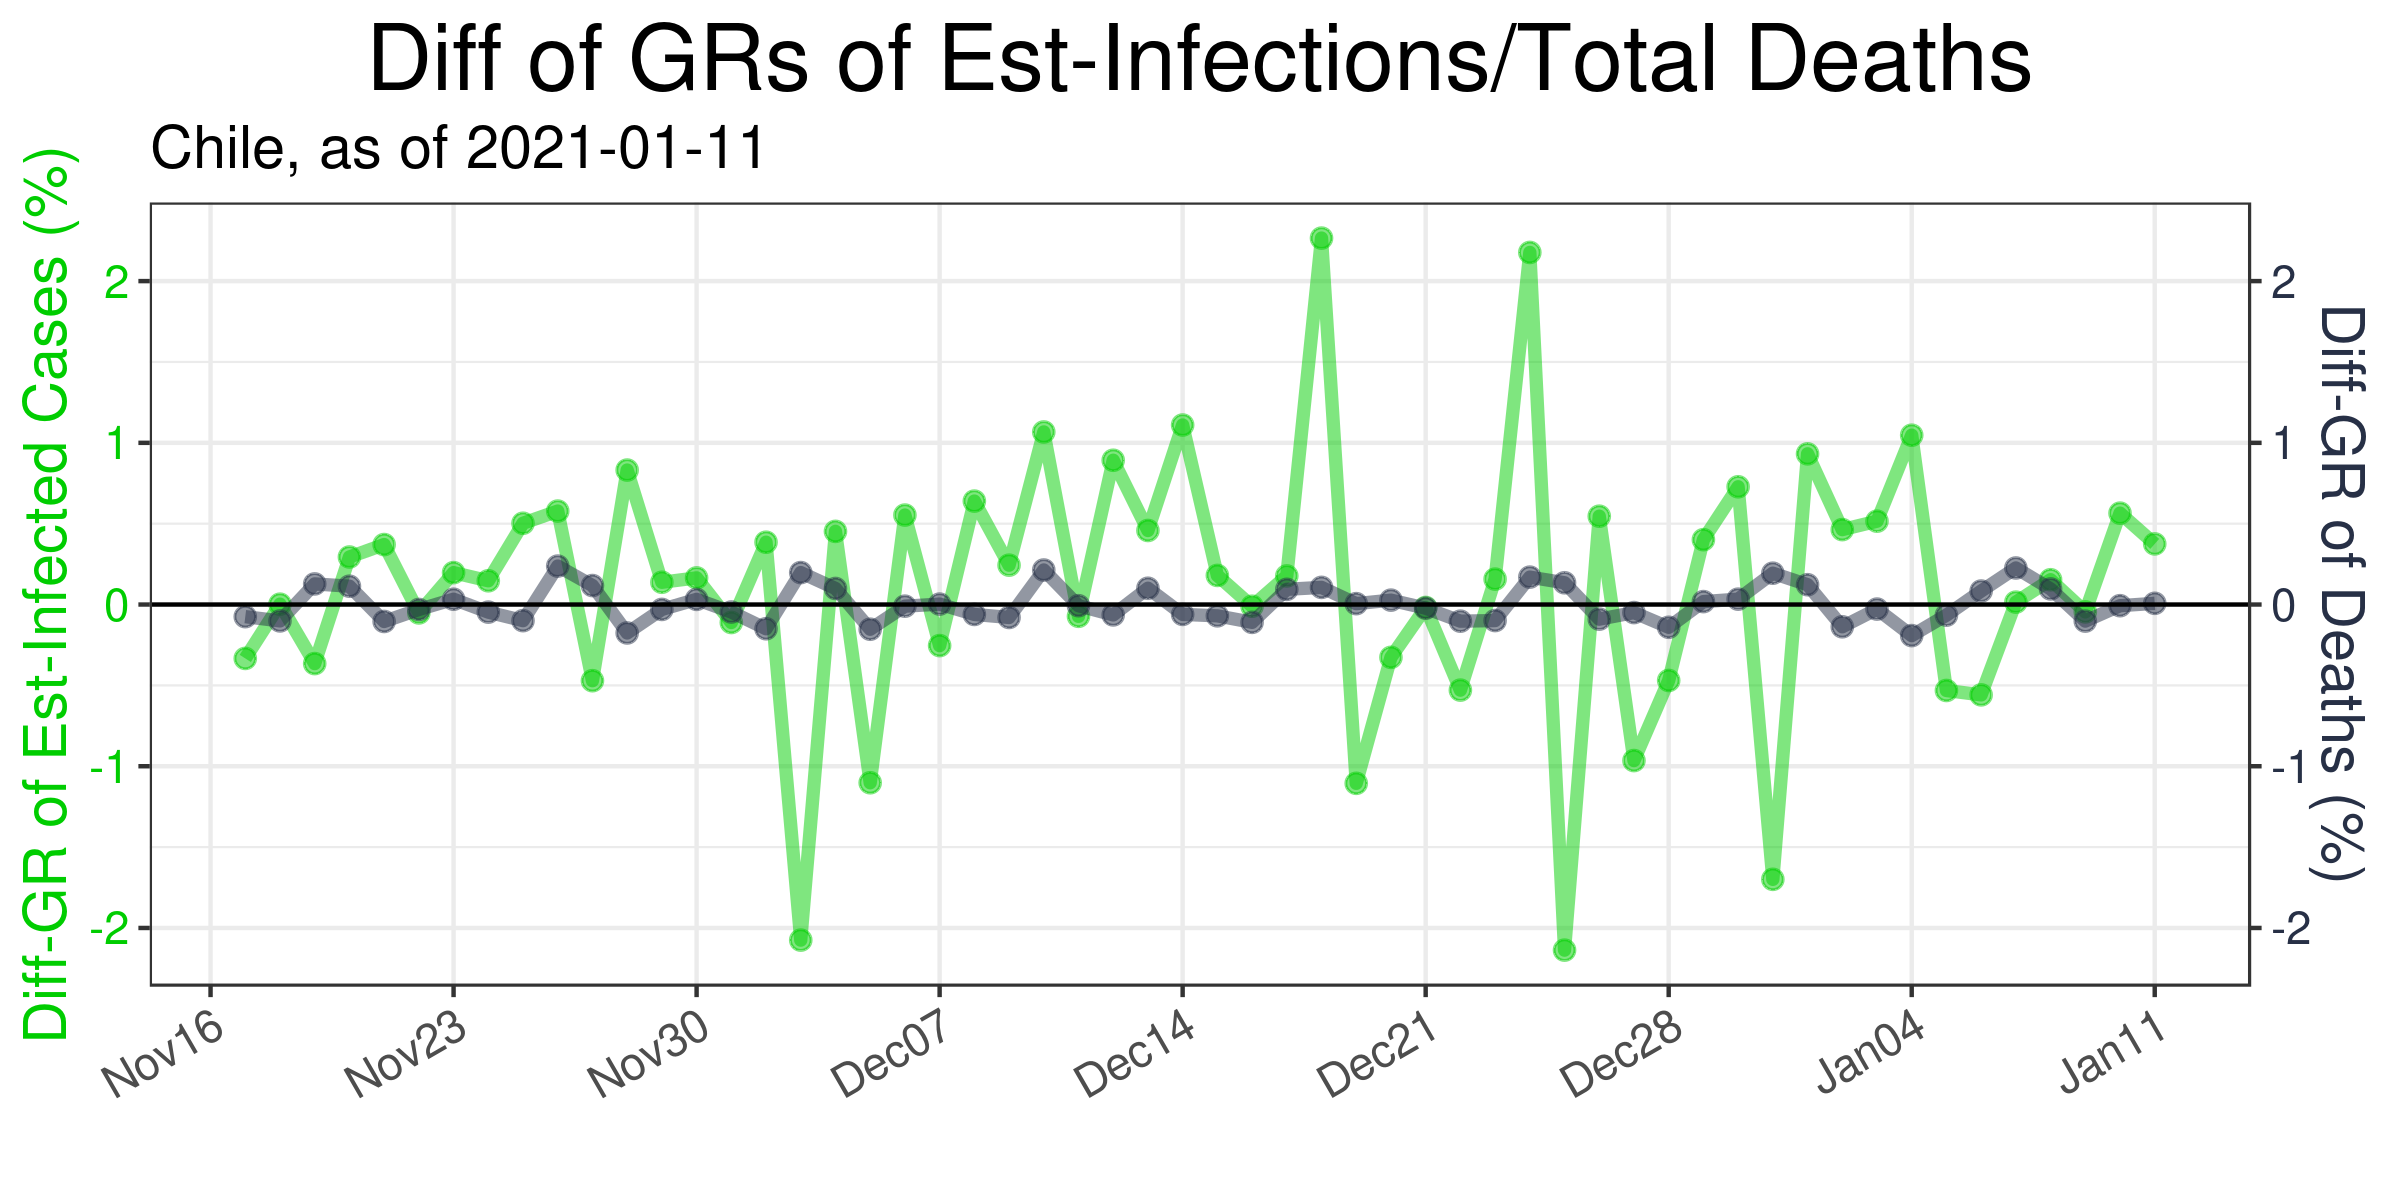 Diff of GRs of Est-Infections/Total Deaths
Chile, as of 2021-01-11
Diff-GR of Est-Infected Cases (%)
2
1
0
-1
-2
2
1
0
-1
-2
Diff-GR of Deaths (%)
Nov16
Nov23
Nov30
Dec07
Dec14
Dec21
Dec28
Jan04
Jan11